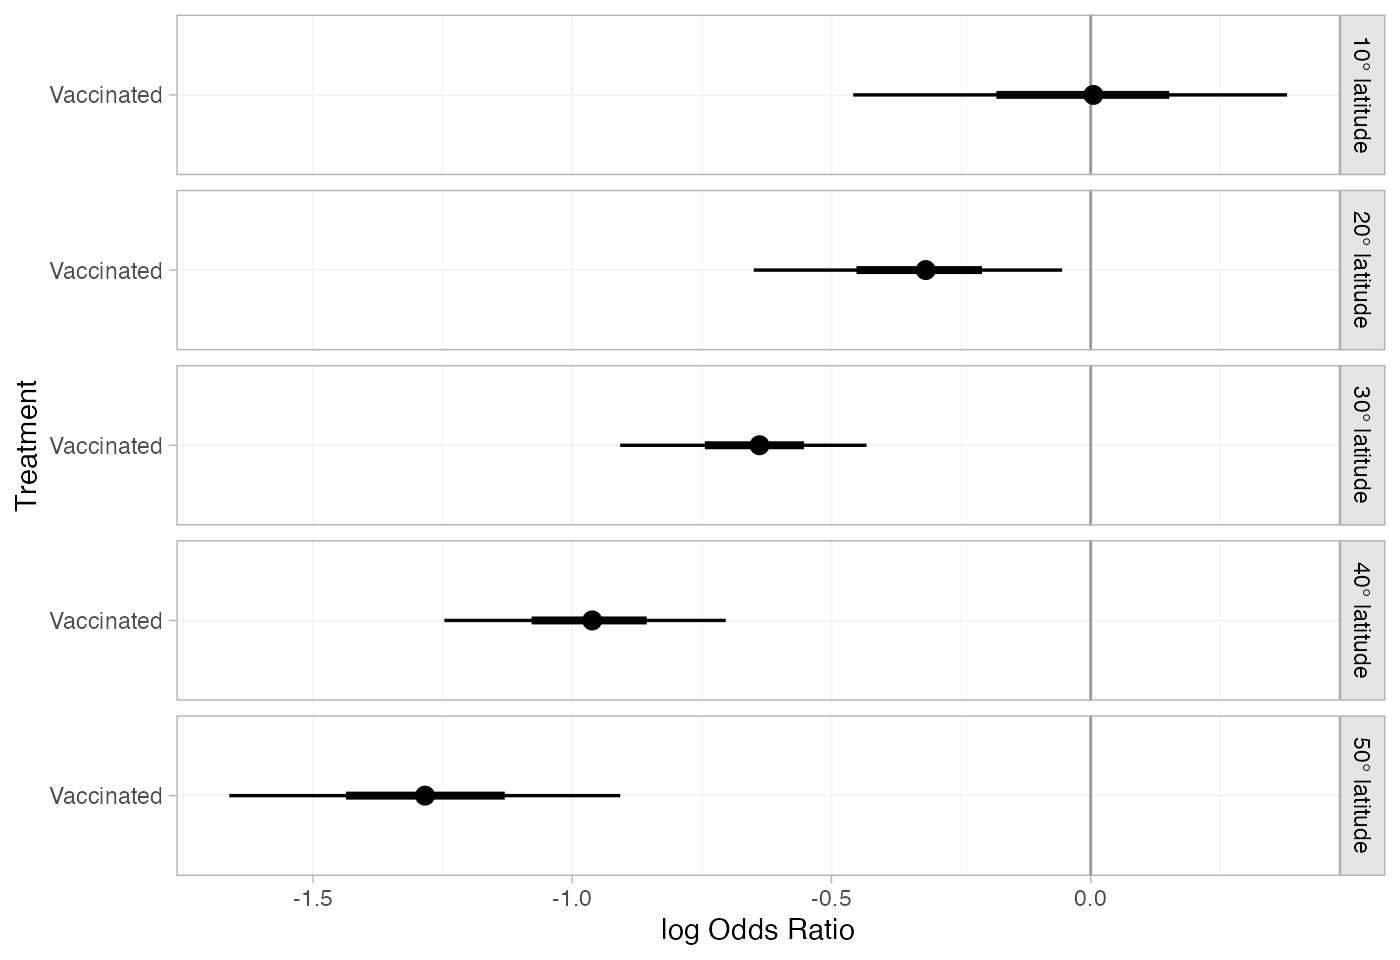 Vaccinated
10° latitude
Vaccinated
20° latitude
Vaccinated
30° latitude
Vaccinated
40° latitude
Vaccinated
50° latitude
Treatment
-1.5 -1.0 -0.5 0.0
log Odds Ratio